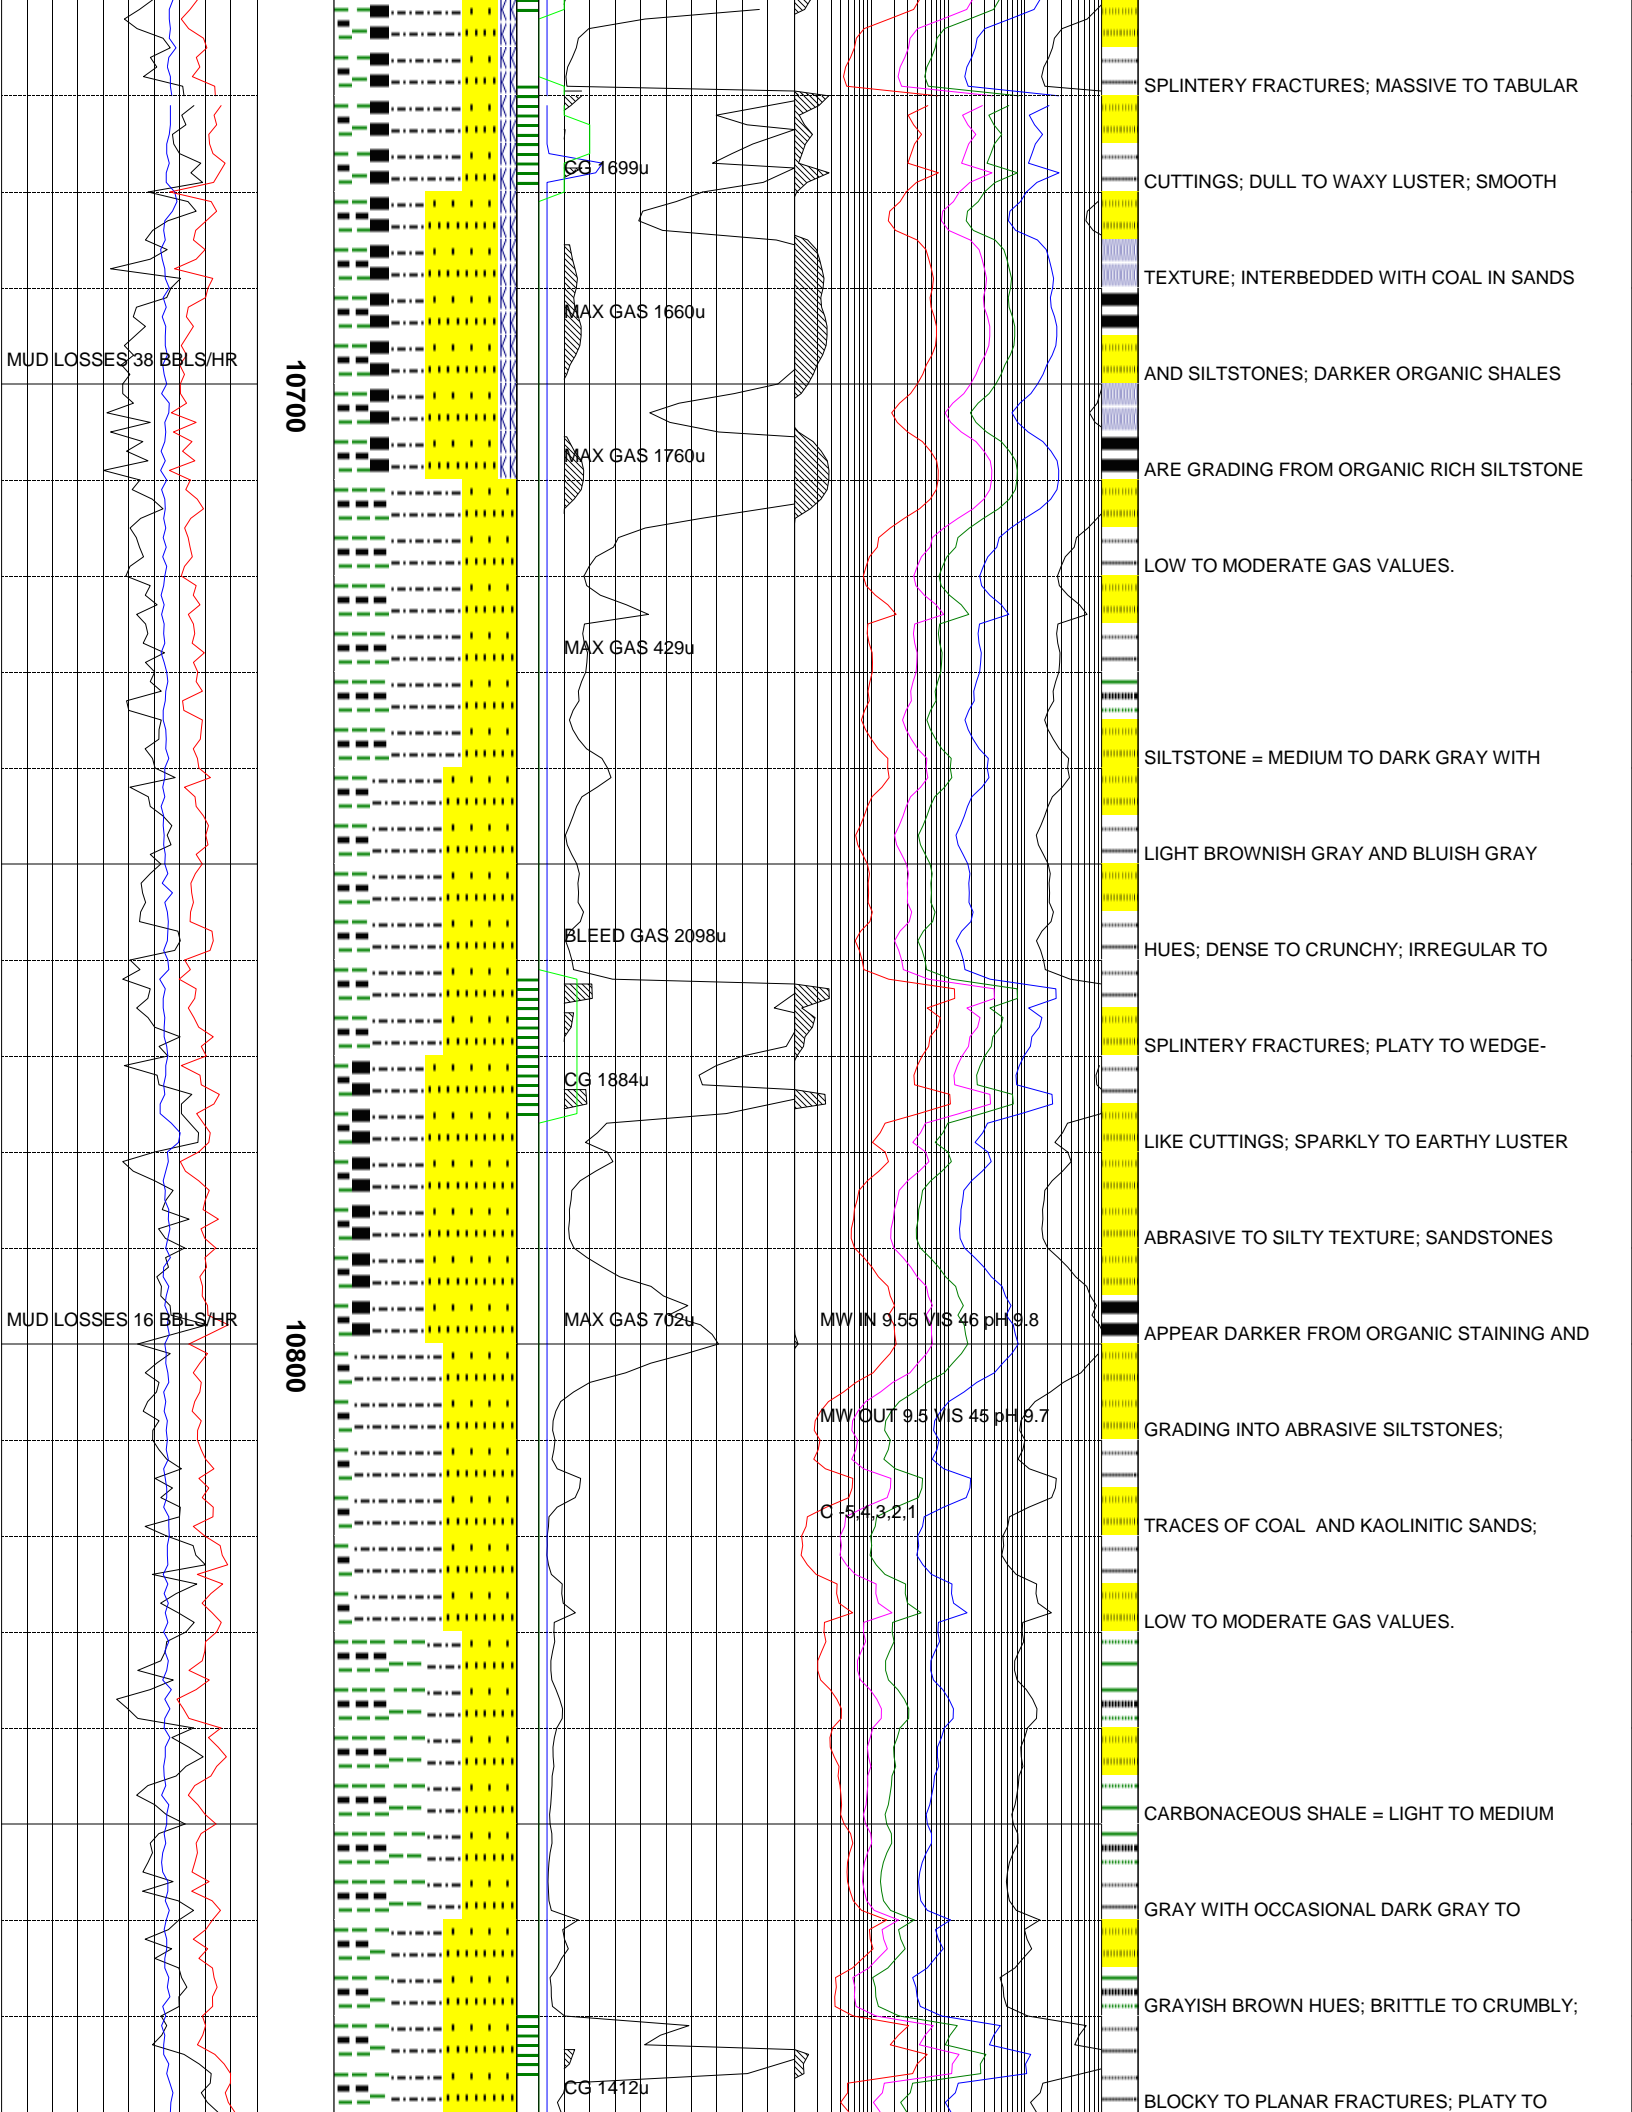 SPLINTERY FRACTURES; MASSIVE TO TABULAR
CG 1699u
CUTTINGS; DULL TO WAXY LUSTER; SMOOTH
TEXTURE; INTERBEDDED WITH COAL IN SANDS
MAX GAS 1660u
MUD LOSSES 38 BBLS/HR
10700
AND SILTSTONES; DARKER ORGANIC SHALES
MAX GAS 1760u
ARE GRADING FROM ORGANIC RICH SILTSTONE
LOW TO MODERATE GAS VALUES.
MAX GAS 429u
SILTSTONE = MEDIUM TO DARK GRAY WITH
LIGHT BROWNISH GRAY AND BLUISH GRAY
BLEED GAS 2098u
HUES; DENSE TO CRUNCHY; IRREGULAR TO
SPLINTERY FRACTURES; PLATY TO WEDGE-
CG 1884u
LIKE CUTTINGS; SPARKLY TO EARTHY LUSTER
ABRASIVE TO SILTY TEXTURE; SANDSTONES
MUD LOSSES 16 BBLS/HR
10800
MAX GAS 702u
MW IN 9.55 VIS 46 pH 9.8
APPEAR DARKER FROM ORGANIC STAINING AND
MW OUT 9.5 VIS 45 pH 9.7
GRADING INTO ABRASIVE SILTSTONES;
C -5,4,3,2,1
TRACES OF COAL  AND KAOLINITIC SANDS;
LOW TO MODERATE GAS VALUES.
CARBONACEOUS SHALE = LIGHT TO MEDIUM
GRAY WITH OCCASIONAL DARK GRAY TO
GRAYISH BROWN HUES; BRITTLE TO CRUMBLY;
CG 1412u
BLOCKY TO PLANAR FRACTURES; PLATY TO